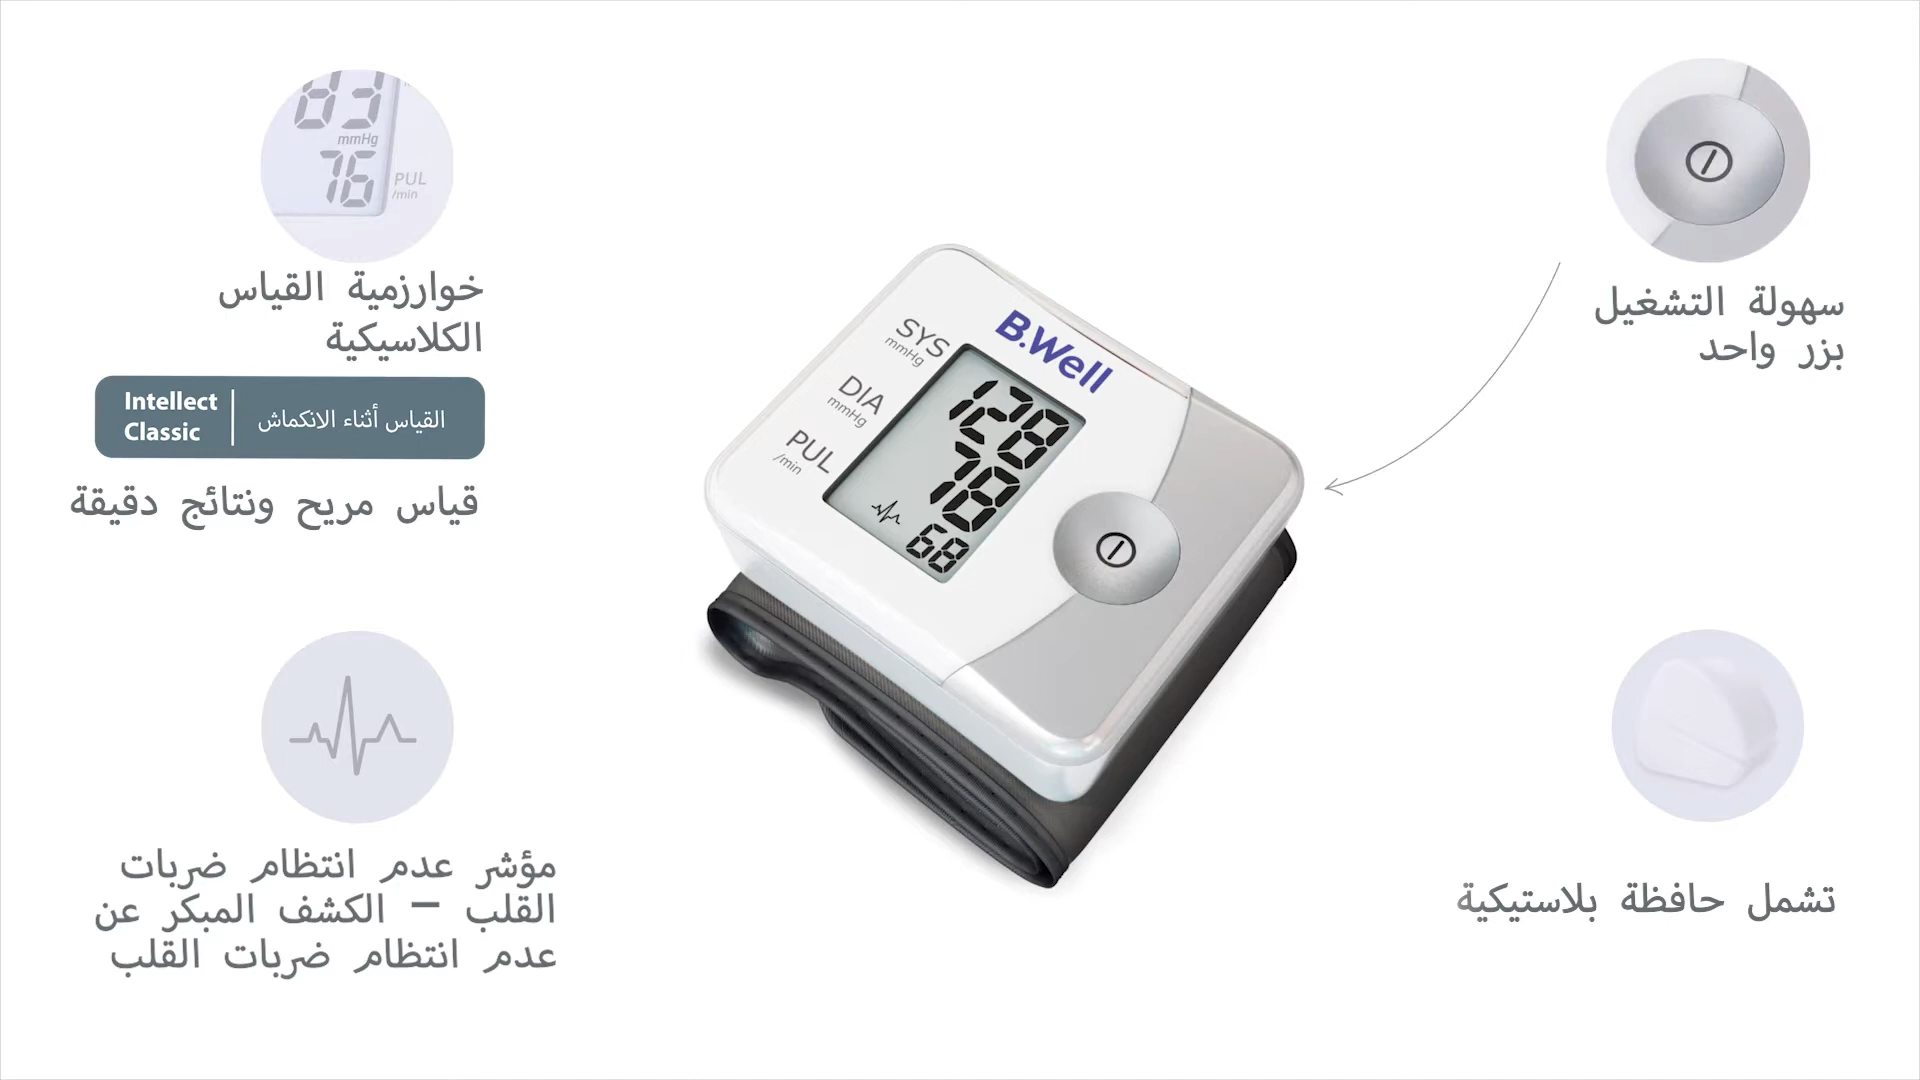 سهولة التشغيل
بزر واحد
mmHg
76
PUL
/min
خوارزمية القياس
الكلاسيكية
Intellect
Classic
القياس أثناء الانكماش
قياس مريح ونتائج دقيقة
B.Well
SYS
mmHg
DIA
mmHg
PUL
/min
128
78
68
تشمل حافظة بلاستيكية
مؤشر عدم انتظام ضربات
القلب – الكشف المبكر عن
عدم انتظام ضربات القلب